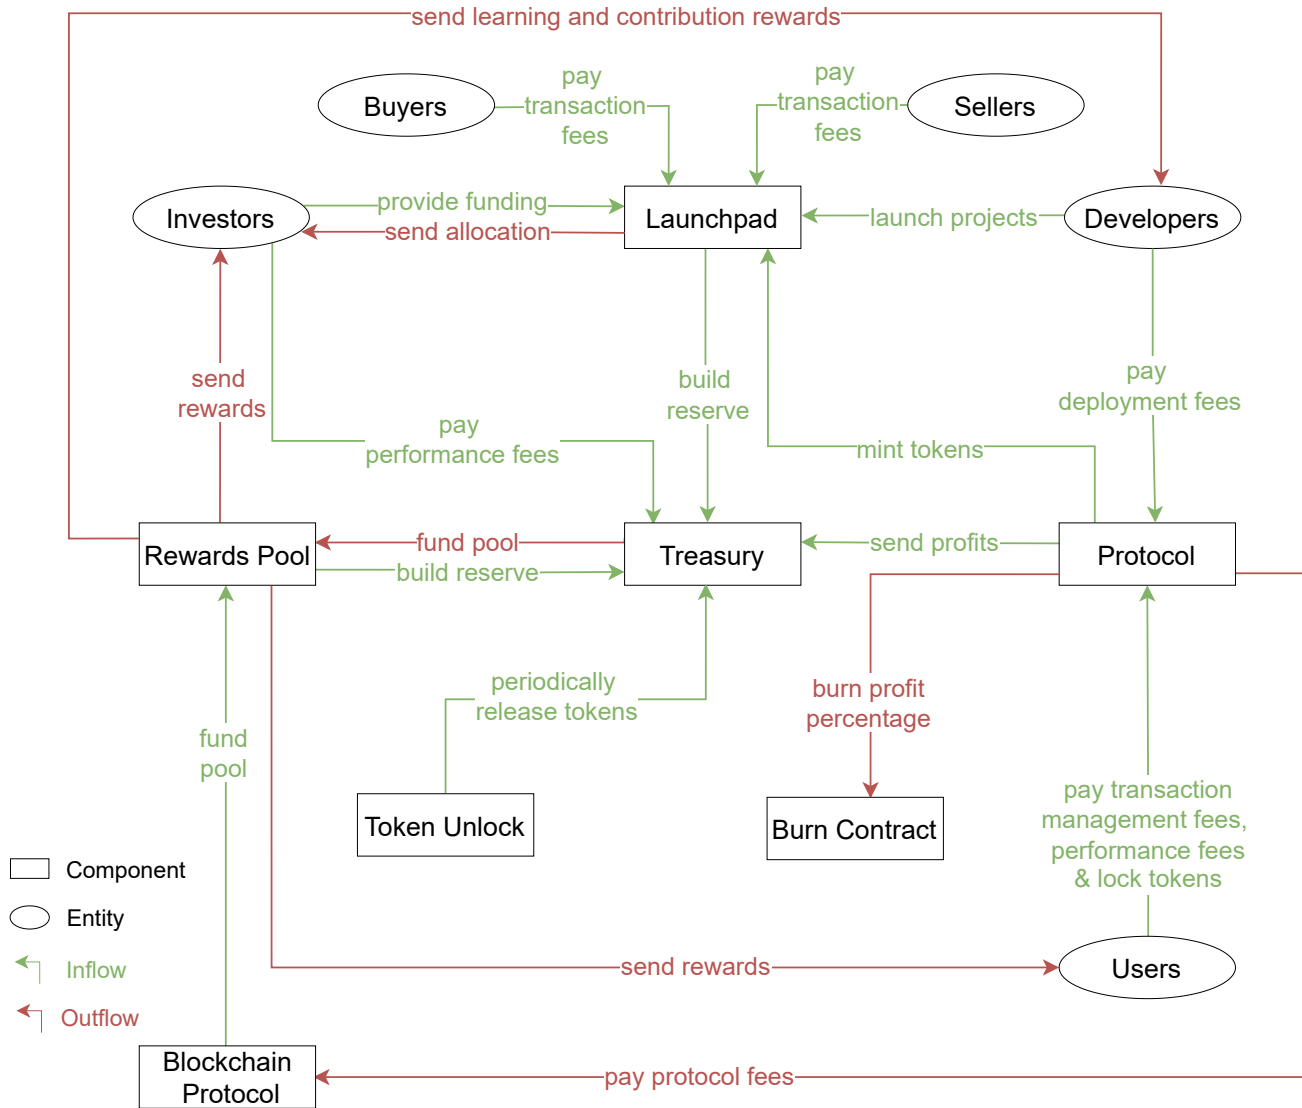 send learning and contribution rewards
Buyers
pay
transaction
fees
pay
transaction
fees
Sellers
Investors
provide funding
send allocation
Launchpad
launch projects
Developers
send
rewards
build
reserve
pay
deployment fees
pay
performance fees
mint tokens
Rewards Pool
fund pool
build reserve
Treasury
send profits
Protocol
periodically
release tokens
burn profit
percentage
fund
pool
Token Unlock
Burn Contract
pay transaction
management fees,
performance fees
& lock tokens
Component
Entity
Inflow
Outflow
send rewards
Users
Blockchain
Protocol
pay protocol fees